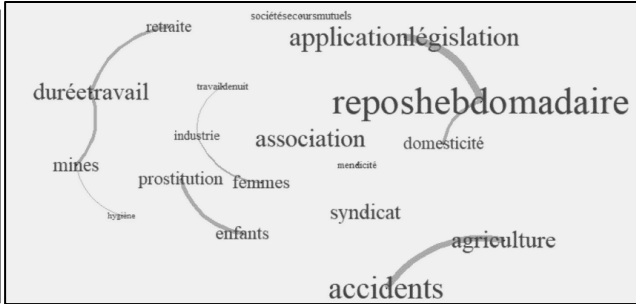 sociétésecoursmutuels
retraite
applicationlégislation
duréetravail
travaildenuit
reposhebdomadaire
industrie
association
domesticité
mines
mendicité
prostitution
femmes
hygiène
syndicat
enfants
agriculture
accidents